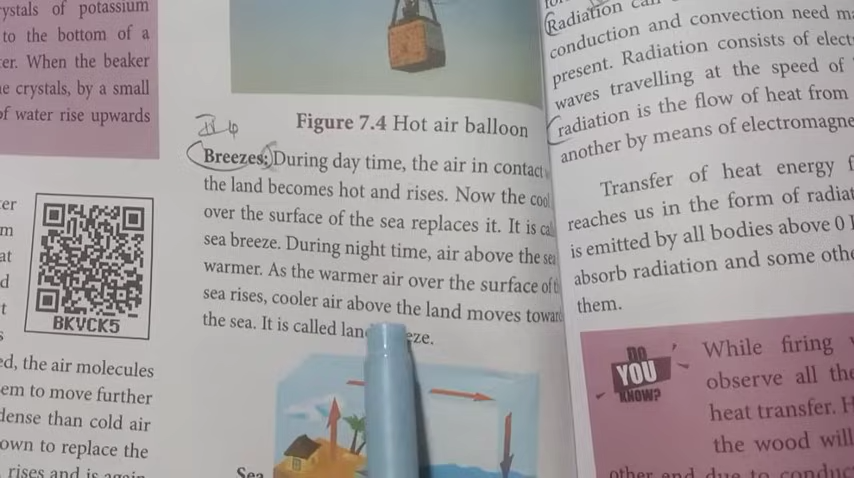 ystals of potassium
to the bottom of a
er. When the beaker
e crystals, by a small
of water rise upwards
er
m
at
d
t
s
BKYCK5
ed, the air molecules
em to move further
dense than cold air
own to replace the
rises and is again
Figure 7.4 Hot air balloon
Breezes: During day time, the air in contact
the land becomes hot and rises. Now the cool
over the surface of the sea replaces it. It is cal
sea breeze. During night time, air above the sea
warmer. As the warmer air over the surface of th
sea rises, cooler air above the land moves toward
the sea. It is called lan eze.
Sea
Radiation can
conduction and convection need m
present. Radiation consists of elect
waves travelling at the speed of
radiation is the flow of heat from
another by means of electromagne
Transfer of heat energy f
reaches us in the form of radiat
is emitted by all bodies above 0
absorb radiation and some othe
them.
DO
YOU
KNOW?
While firing
observe all the
heat transfer. H
the wood will
other end due to conduc